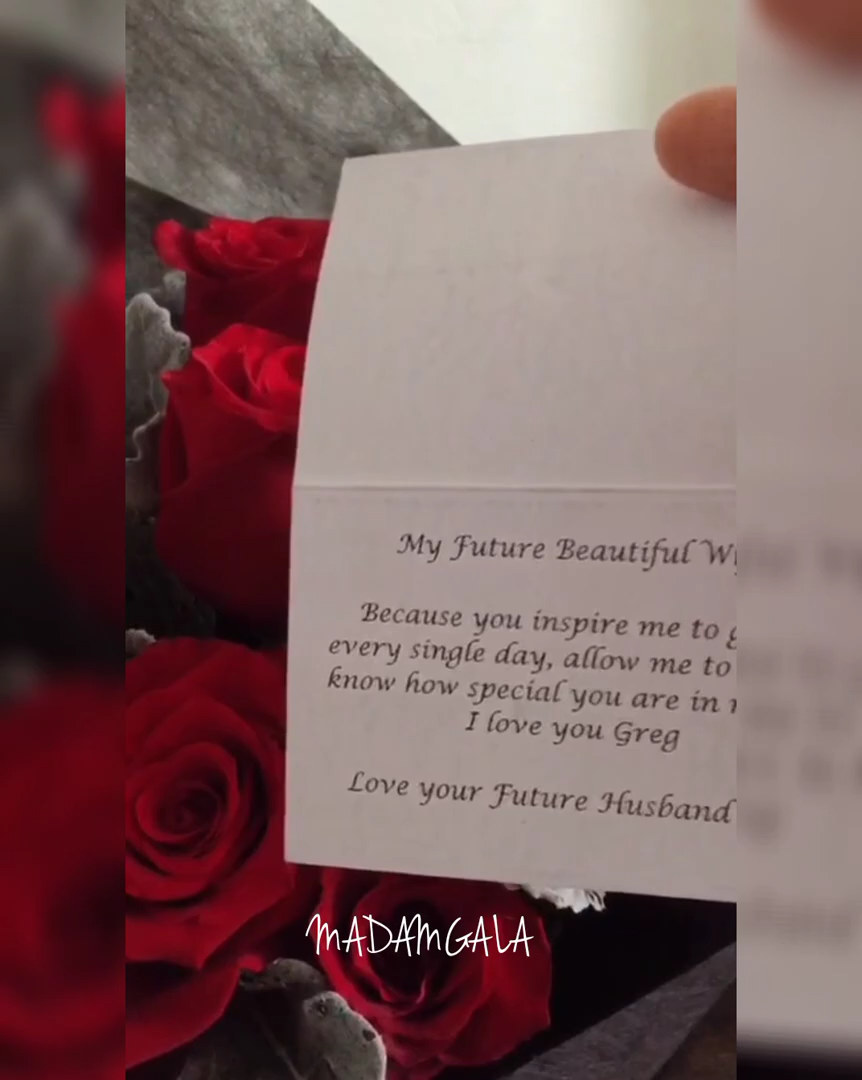 My Future Beautiful
Because you inspire me to
every single day, allow me to
know how special you are in
I love you Greg
Love your Future Husband
MADAMGALA